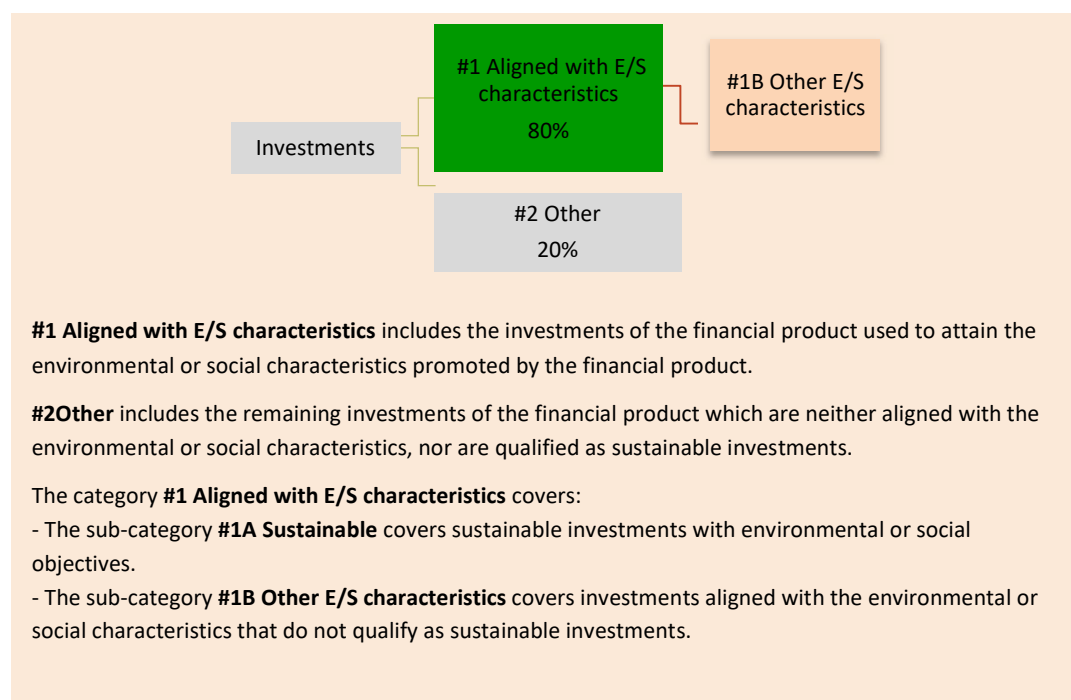 #1 Aligned with E/S
characteristics
80%
#1B Other E/S
characteristics
Investments
#2 Other
20%
#1 Aligned with E/S characteristics includes the investments of the financial product used to attain the
environmental or social characteristics promoted by the financial product.
#2Other includes the remaining investments of the financial product which are neither aligned with the
environmental or social characteristics, nor are qualified as sustainable investments.
The category #1 Aligned with E/S characteristics covers:
- The sub-category #1A Sustainable covers sustainable investments with environmental or social
objectives.
- The sub-category #1B Other E/S characteristics covers investments aligned with the environmental or
social characteristics that do not qualify as sustainable investments.